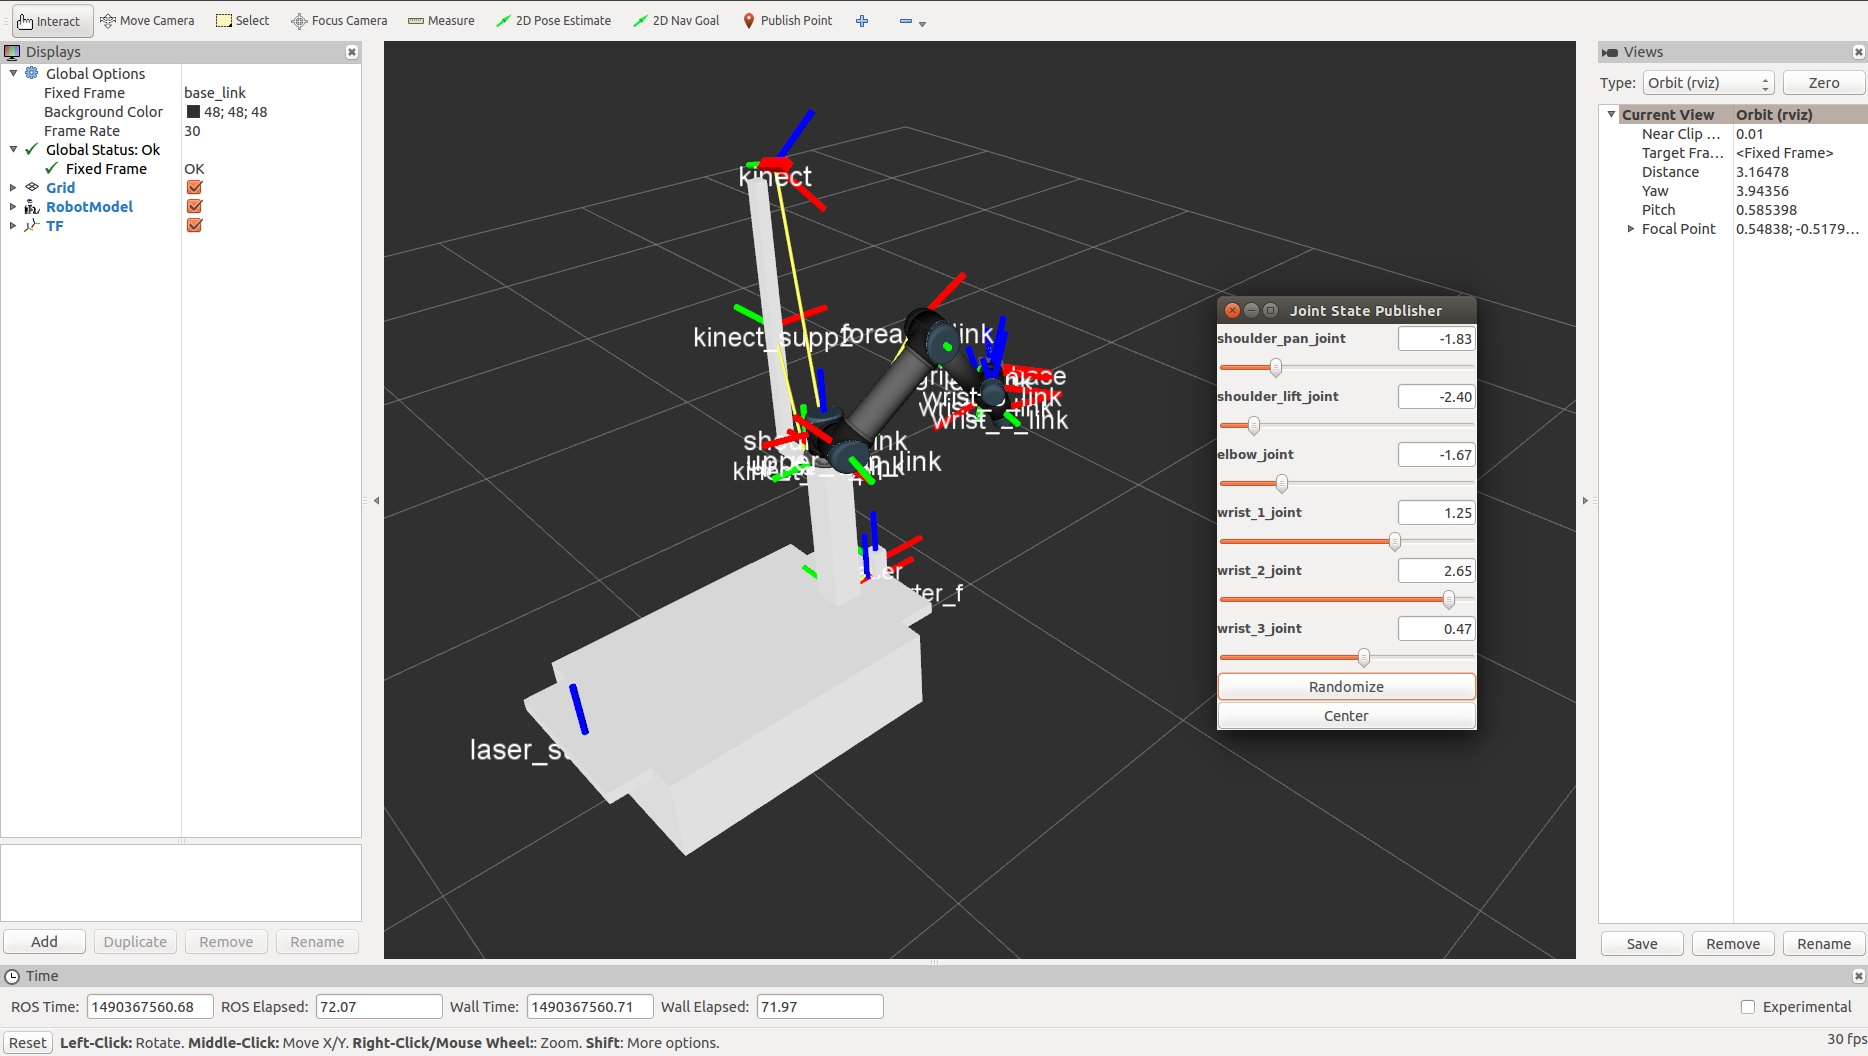 Interact Move Camera Select Focus Camera Measure 2D Pose Estimate 2D Nav Goal Publish Point
Displays
Global Options
Fixed Frame base_link
Background Color 48; 48; 48
Frame Rate 30
Global Status: Ok
Fixed Frame OK
Grid
RobotModel
TF
Add Duplicate Remove Rename
kinect
kinect_supp
link
wrist_3_link
laser_s
Joint State Publisher
shoulder_pan_joint -1.83
shoulder_lift_joint -2.40
elbow_joint -1.67
wrist_1_joint 1.25
wrist_2_joint 2.65
wrist_3_joint 0.47
Randomize
Center
Views
Type: Orbit (rviz) Zero
Current View Orbit (rviz)
Near Clip ... 0.01
Target Fra... <Fixed Frame>
Distance 3.16478
Yaw 3.94356
Pitch 0.585398
Focal Point 0.54838; -0.5179...
Save Remove Rename
Time
ROS Time: 1490367560.68 ROS Elapsed: 72.07 Wall Time: 1490367560.71 Wall Elapsed: 71.97 Experimental
Reset Left-Click: Rotate. Middle-Click: Move X/Y. Right-Click/Mouse Wheel:: Zoom. Shift: More options. 30 fps